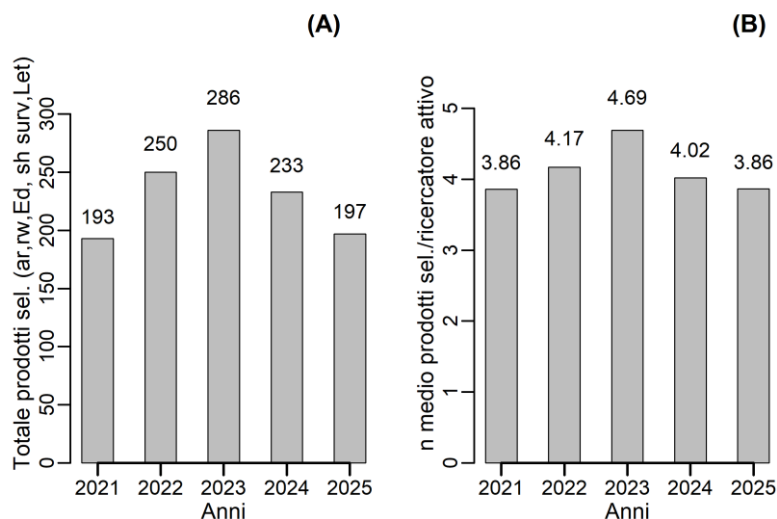 (A)
Totale prodotti sel. (ar,rw,Ed, sh surv,Let)
300
250
200
150
100
50
0
193
250
286
233
197
2021 2022 2023 2024 2025
Anni
(B)
n medio prodotti sel./ricercatore attivo
5
4
3
2
1
0
3.86
4.17
4.69
4.02
3.86
2021 2022 2023 2024 2025
Anni